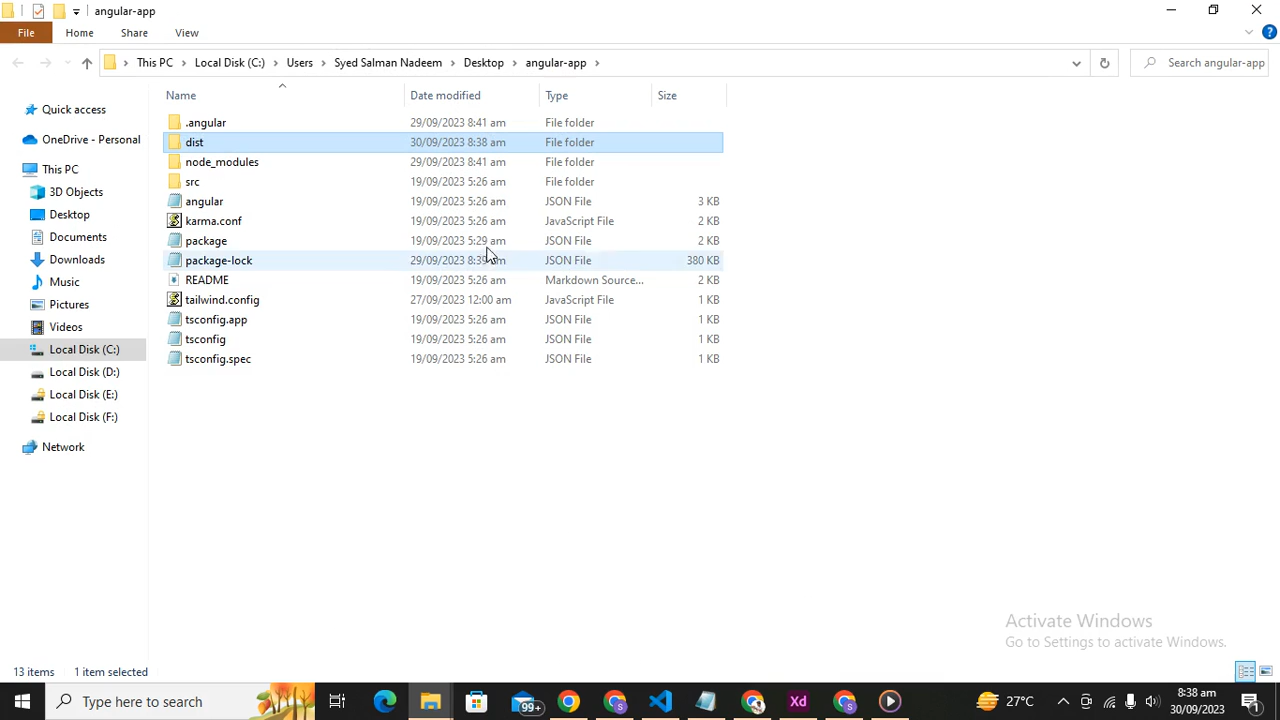 angular-app
File Home Share View
This PC Local Disk (C:) Users Syed Salman Nadeem Desktop angular-app
Search angular-app
Name Date modified Type Size
.angular 29/09/2023 8:41 am File folder
dist 30/09/2023 8:38 am File folder
node_modules 29/09/2023 8:41 am File folder
src 19/09/2023 5:26 am File folder
angular 19/09/2023 5:26 am JSON File 3 KB
karma.conf 19/09/2023 5:26 am JavaScript File 2 KB
package 19/09/2023 5:29 am JSON File 2 KB
package-lock 29/09/2023 8:39 am JSON File 380 KB
README 19/09/2023 5:26 am Markdown Source... 2 KB
tailwind.config 27/09/2023 12:00 am JavaScript File 1 KB
tsconfig.app 19/09/2023 5:26 am JSON File 1 KB
tsconfig 19/09/2023 5:26 am JSON File 1 KB
tsconfig.spec 19/09/2023 5:26 am JSON File 1 KB
Quick access
OneDrive - Personal
This PC
3D Objects
Desktop
Documents
Downloads
Music
Pictures
Videos
Local Disk (C:)
Local Disk (D:)
Local Disk (E:)
Local Disk (F:)
Network
Activate Windows
Go to Settings to activate Windows.
13 items 1 item selected
Type here to search
99+
Xd
27°C
8:38 am
30/09/2023
1